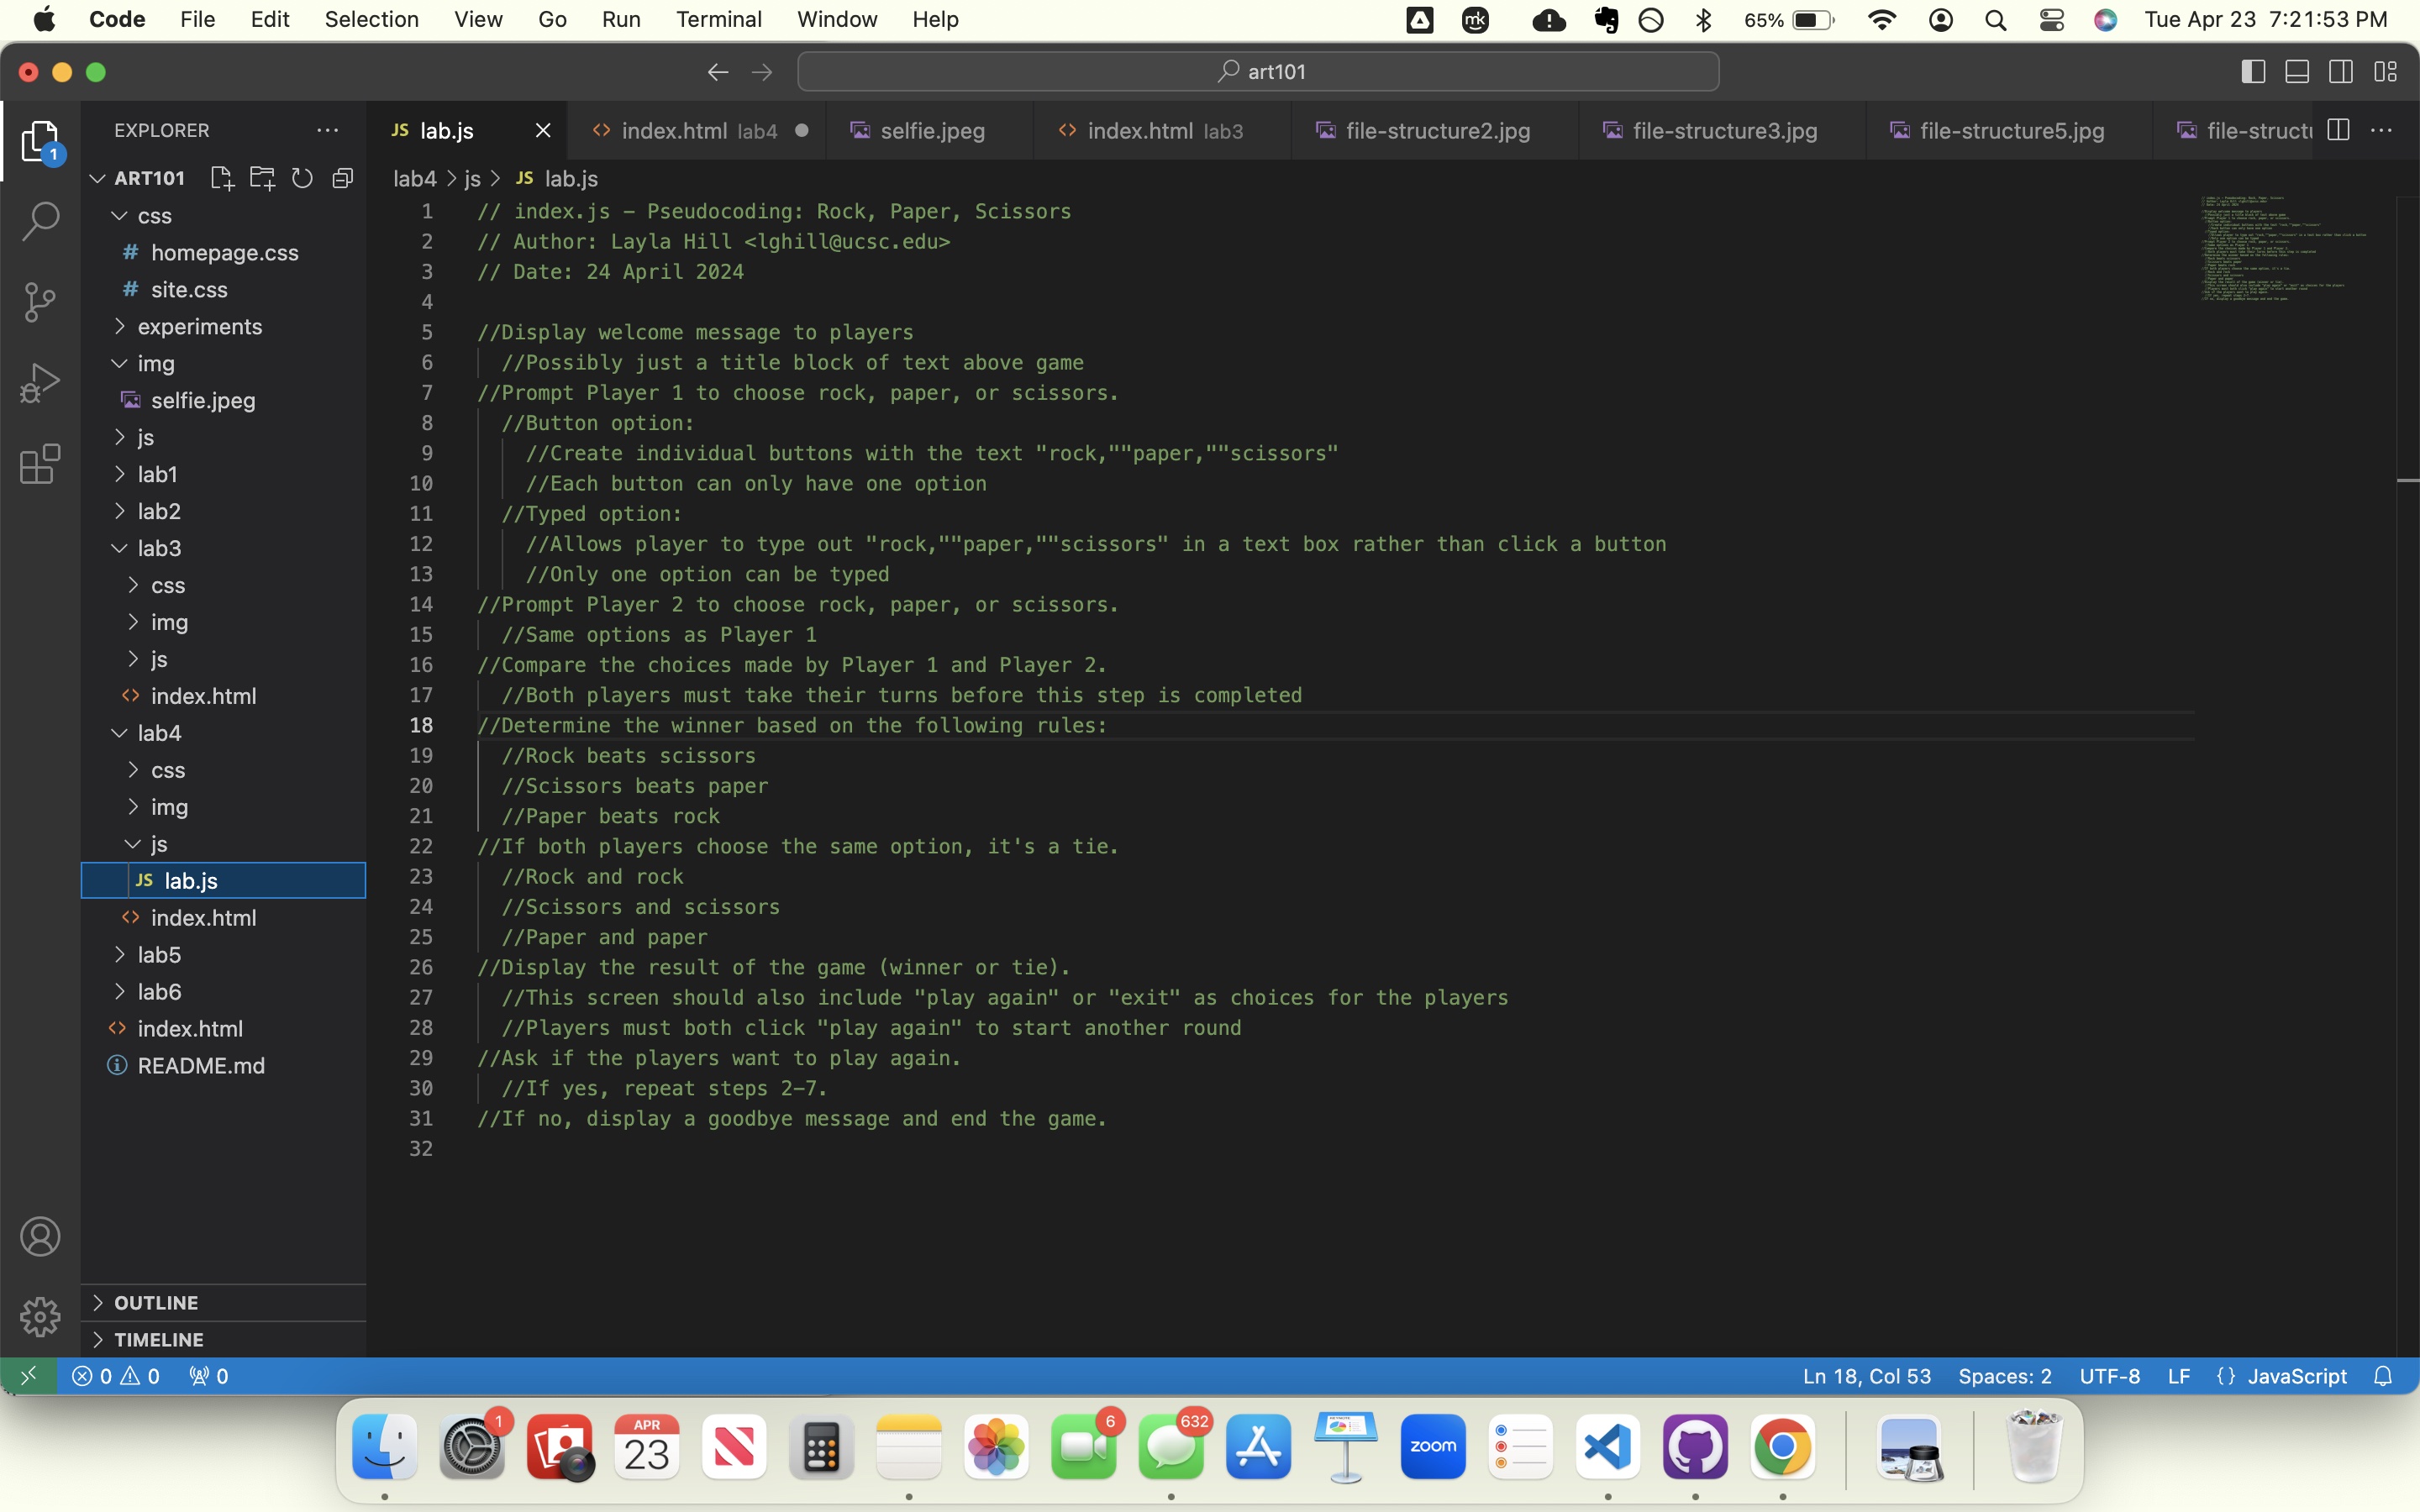 Code File Edit Selection View Go Run Terminal Window Help mk 65% Tue Apr 23 7:21:53 PM
art101
EXPLORER
JS lab.js
index.html lab4
selfie.jpeg
index.html lab3
file-structure2.jpg
file-structure3.jpg
file-structure5.jpg
file-structu
1
ART101
css
# homepage.css
# site.css
experiments
img
selfie.jpeg
js
lab1
lab2
lab3
css
img
js
index.html
lab4
css
img
js
JS lab.js
index.html
lab5
lab6
index.html
README.md
OUTLINE
TIMELINE
lab4 > js > JS lab.js
1 // index.js – Pseudocoding: Rock, Paper, Scissors
2 // Author: Layla Hill <lghill@ucsc.edu>
3 // Date: 24 April 2024
4
5 //Display welcome message to players
6 //Possibly just a title block of text above game
7 //Prompt Player 1 to choose rock, paper, or scissors.
8 //Button option:
9 //Create individual buttons with the text "rock,""paper,""scissors"
10 //Each button can only have one option
11 //Typed option:
12 //Allows player to type out "rock,""paper,""scissors" in a text box rather than click a button
13 //Only one option can be typed
14 //Prompt Player 2 to choose rock, paper, or scissors.
15 //Same options as Player 1
16 //Compare the choices made by Player 1 and Player 2.
17 //Both players must take their turns before this step is completed
18 //Determine the winner based on the following rules:
19 //Rock beats scissors
20 //Scissors beats paper
21 //Paper beats rock
22 //If both players choose the same option, it's a tie.
23 //Rock and rock
24 //Scissors and scissors
25 //Paper and paper
26 //Display the result of the game (winner or tie).
27 //This screen should also include "play again" or "exit" as choices for the players
28 //Players must both click "play again" to start another round
29 //Ask if the players want to play again.
30 //If yes, repeat steps 2–7.
31 //If no, display a goodbye message and end the game.
32
0 0 0 Ln 18, Col 53 Spaces: 2 UTF-8 LF {} JavaScript
1
APR
23
6
632
zoom
KEYNOTE